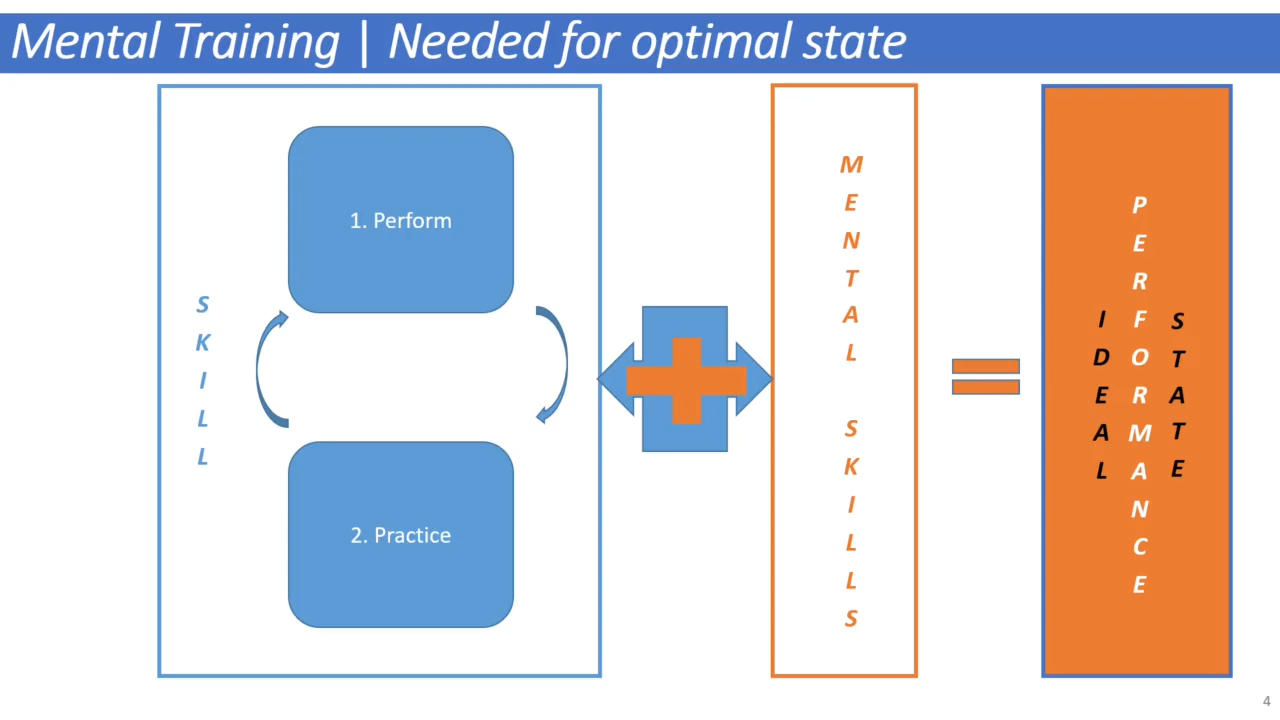 Mental Training | Needed for optimal state
SKILL
1. Perform
2. Practice
MENTAL SKILLS
IDEAL
PERFORMANCE
STATE
4